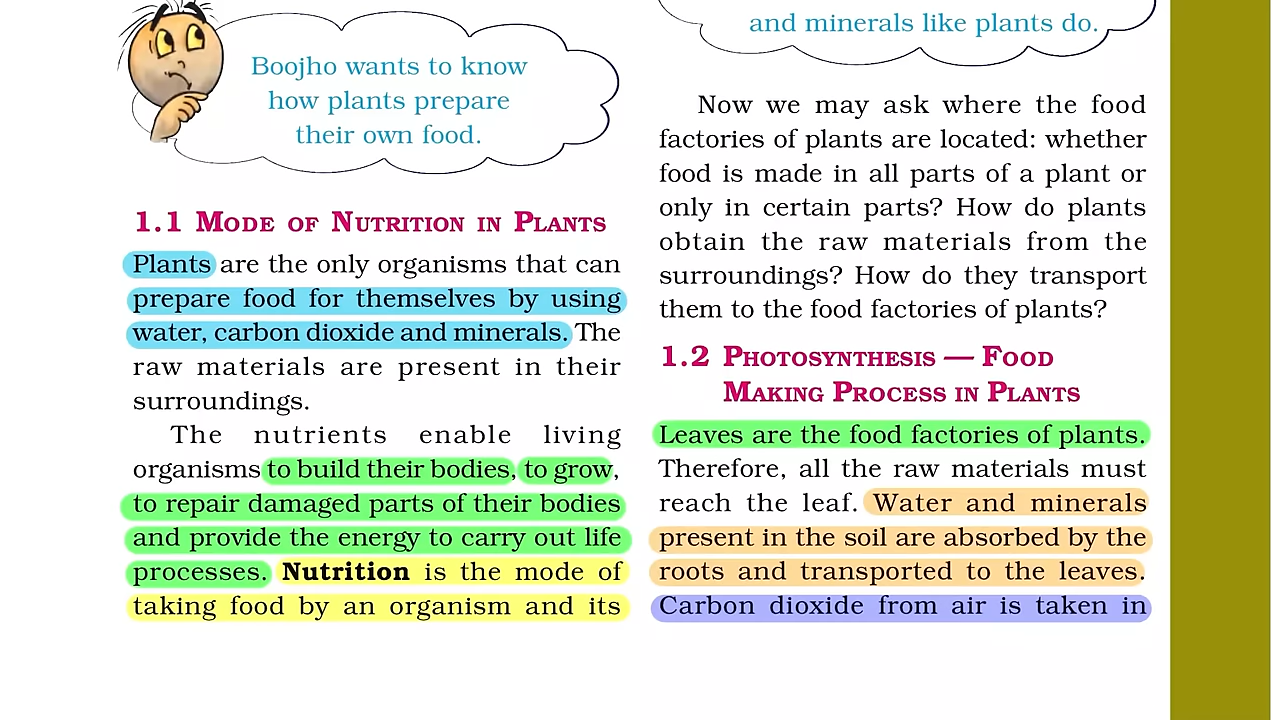 Boojho wants to know
how plants prepare
their own food.
1.1 MODE OF NUTRITION IN PLANTS
Plants are the only organisms that can
prepare food for themselves by using
water, carbon dioxide and minerals. The
raw materials are present in their
surroundings.
The nutrients enable living
organisms to build their bodies, to grow,
to repair damaged parts of their bodies
and provide the energy to carry out life
processes. Nutrition is the mode of
taking food by an organism and its
and minerals like plants do.
Now we may ask where the food
factories of plants are located: whether
food is made in all parts of a plant or
only in certain parts? How do plants
obtain the raw materials from the
surroundings? How do they transport
them to the food factories of plants?
1.2 PHOTOSYNTHESIS — FOOD
MAKING PROCESS IN PLANTS
Leaves are the food factories of plants.
Therefore, all the raw materials must
reach the leaf. Water and minerals
present in the soil are absorbed by the
roots and transported to the leaves.
Carbon dioxide from air is taken in